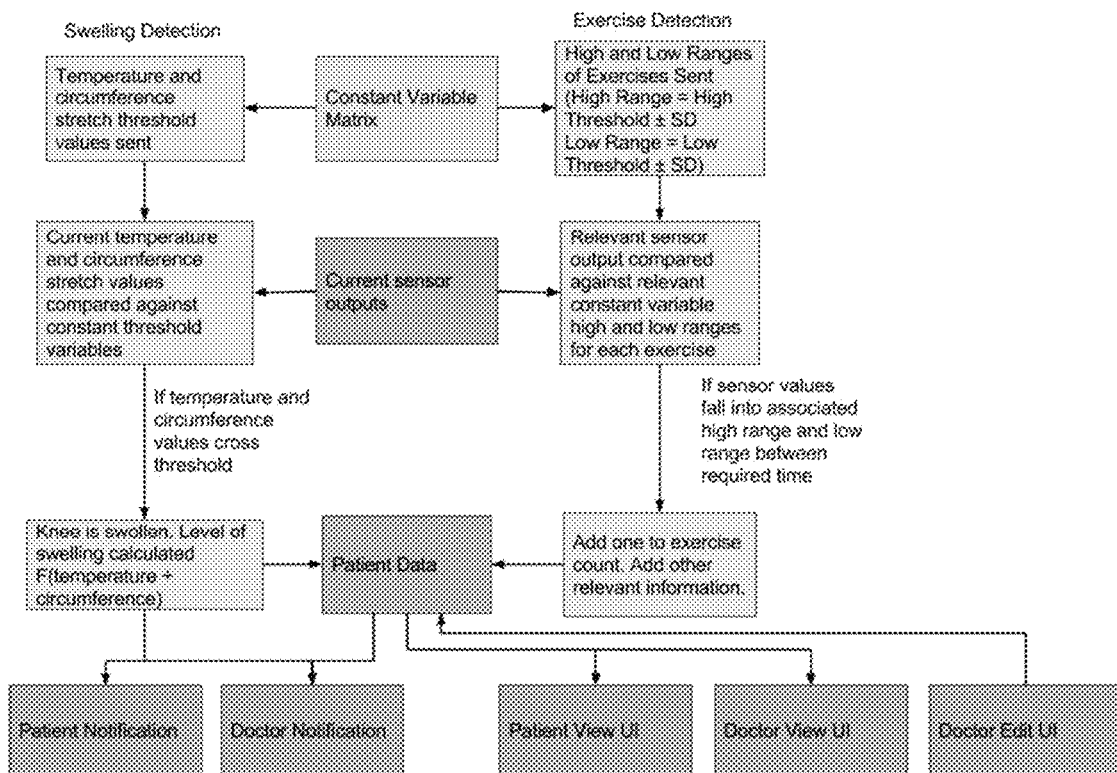 Swelling Detection
Exercise Detection
Temperature and
circumference
stretch threshold
values sent
Constant Variable
Matrix
High and Low Ranges
of Exercises Sent
(High Range = High
Threshold ± SD
Low Range = Low
Threshold ± SD)
Current temperature
and circumference
stretch values
compared against
constant threshold
variables
Current sensor
outputs
Relevant sensor
output compared
against relevant
constant variable
high and low ranges
for each exercise
If temperature and
circumference
values cross
threshold
If sensor values
fall into associated
high range and low
range between
required time
Knee is swollen. Level of
swelling calculated
F(temperature +
circumference)
Patient Data
Add one to exercise
count. Add other
relevant information.
Patient Notification
Doctor Notification
Patient View UI
Doctor View UI
Doctor Edit UI